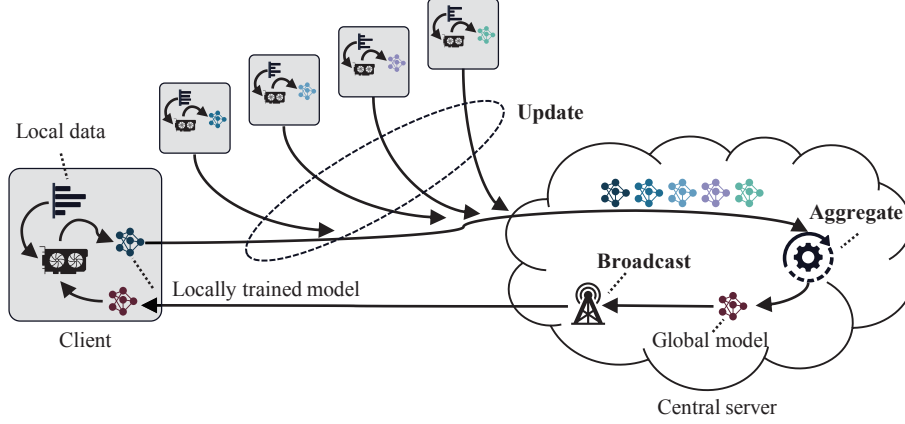 Update
Local data
Aggregate
Broadcast
Locally trained model
Client
Global model
Central server